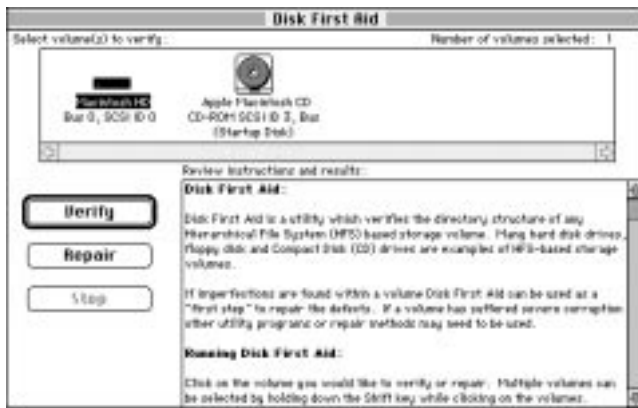 Disk First Aid
Select volume(s) to verify:
Number of volumes selected: 1
Macintosh HD
Bus 0, SCSI ID 0
Apple Macintosh CD
CD-ROM SCSI ID 3, Bus
(Startup Disk)
Review instructions and results:
Verify
Repair
Stop
Disk First Aid:
Disk First Aid is a utility which verifies the directory structure of any
Hierarchical File System (HFS) based storage volume. Many hard disk drives,
floppy disk and Compact Disk (CD) drives are examples of HFS-based storage
volumes.
If imperfections are found within a volume Disk First Aid can be used as a
"first step" to repair the defects. If a volume has suffered severe corruption
other utility programs or repair methods may need to be used.
Running Disk First Aid:
Click on the volume you would like to verify or repair. Multiple volumes can
be selected by holding down the Shift key while clicking on the volumes.